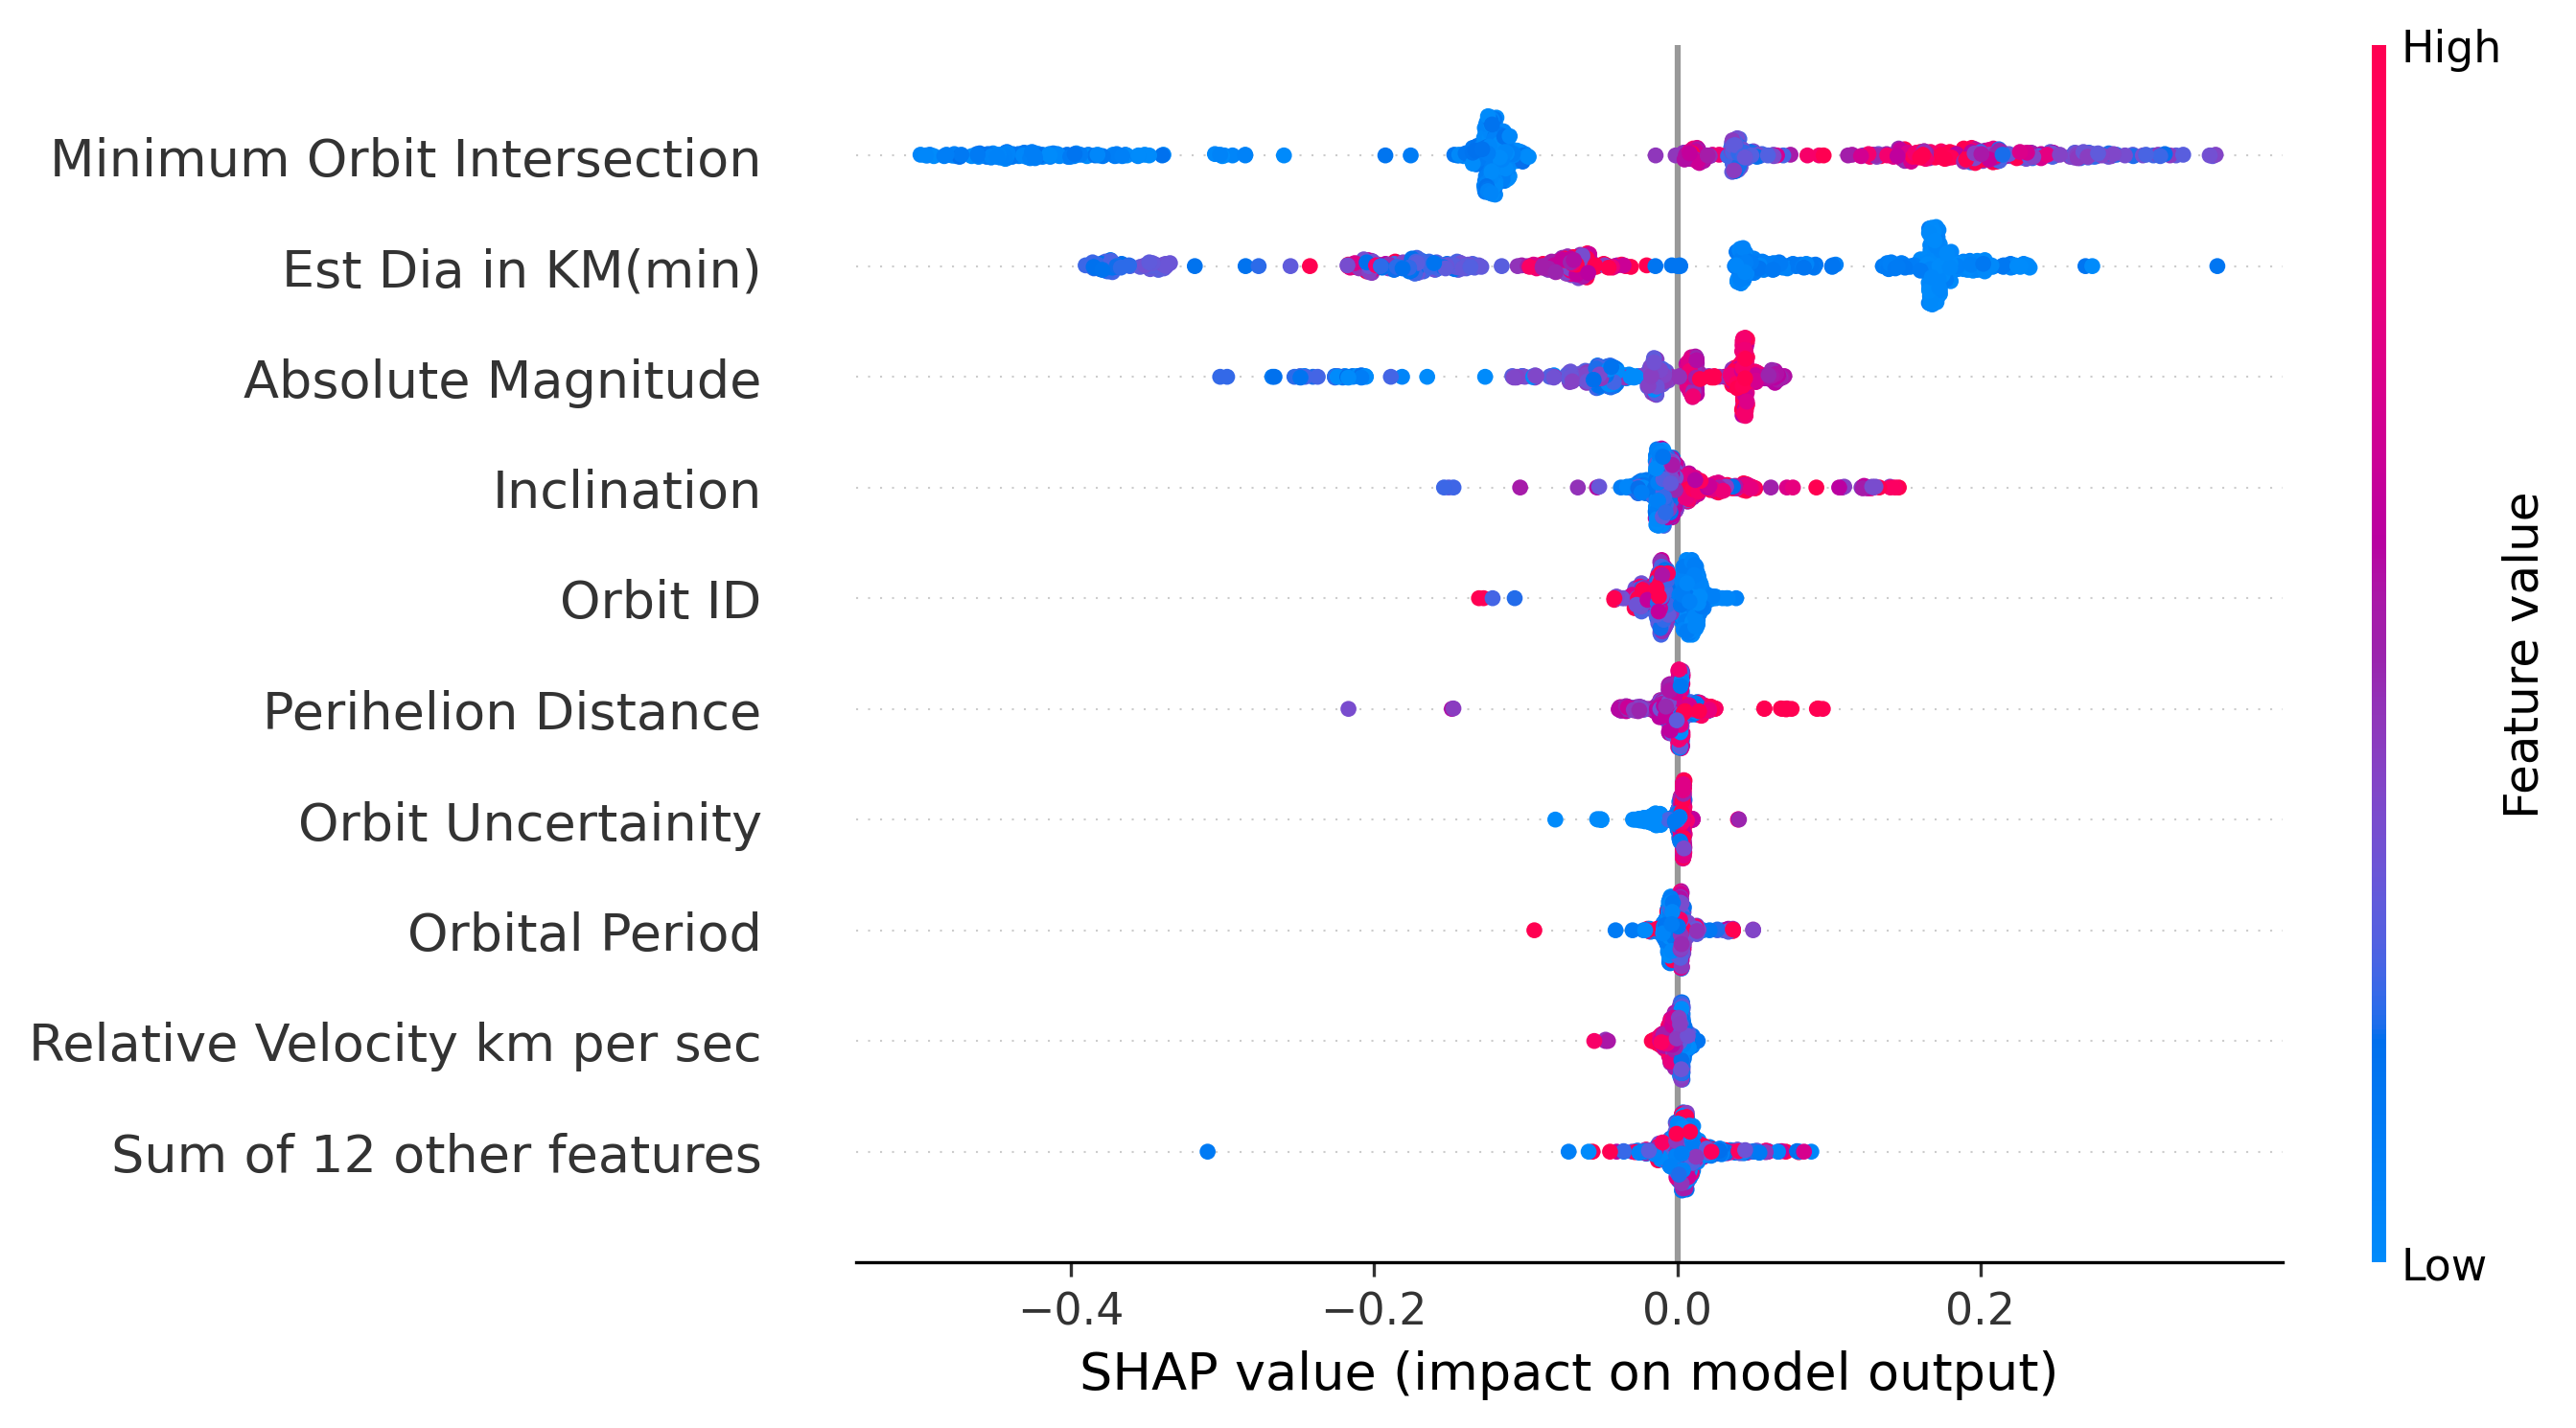 High
Minimum Orbit Intersection
Est Dia in KM(min)
Absolute Magnitude
Inclination
Orbit ID
Perihelion Distance
Orbit Uncertainity
Orbital Period
Relative Velocity km per sec
Sum of 12 other features
Feature value
Low
−0.4 −0.2 0.0 0.2
SHAP value (impact on model output)